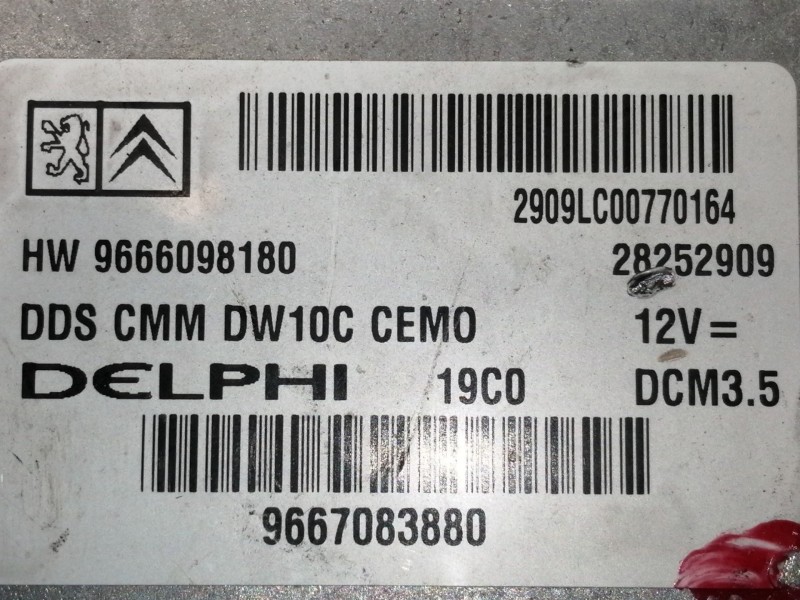 2909LC00770164
HW 9666098180 28252909
DDS CMM DW10C CEMO 12V=
DELPHI 19C0 DCM3.5
9667083880